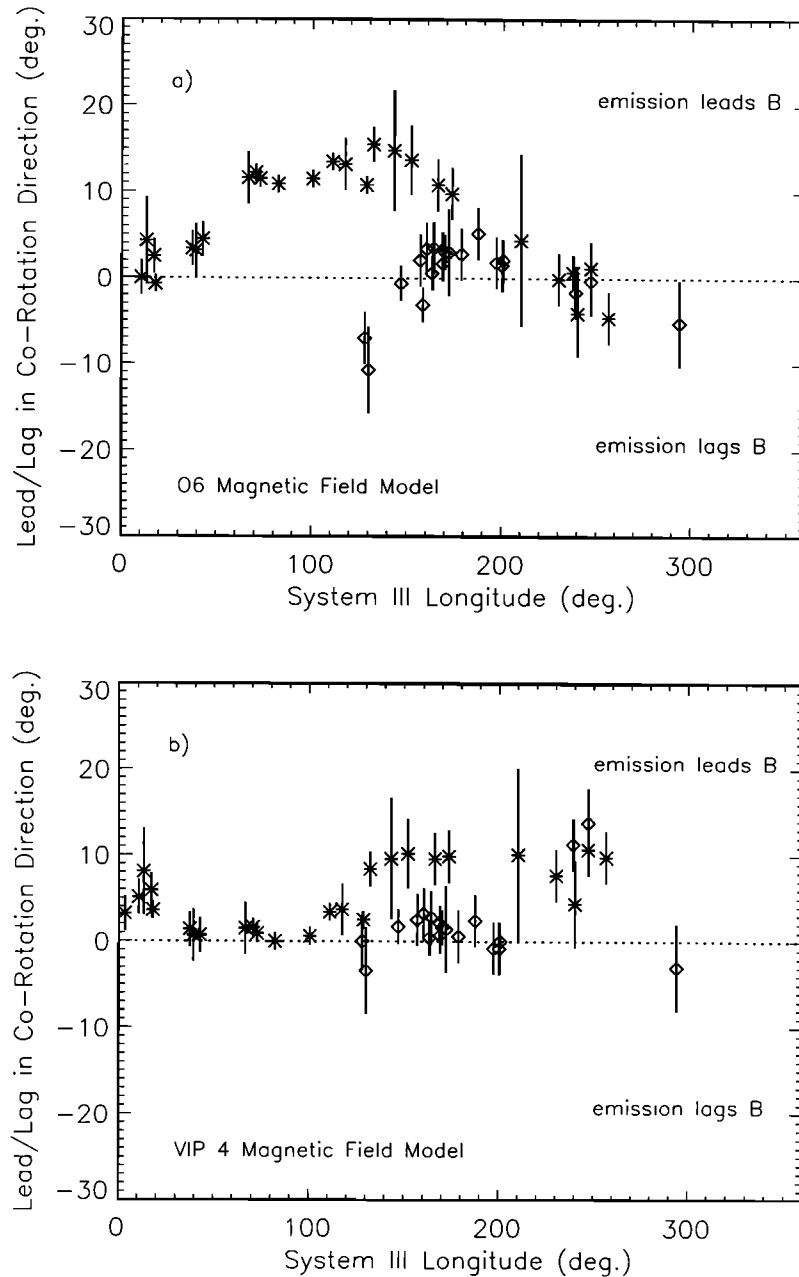 30
20
10
0
−10
−20
−30
Lead/Lag in Co−Rotation Direction (deg.)
a)
emission leads B
emission lags B
O6 Magnetic Field Model
0
100
200
300
System III Longitude (deg.)
30
20
10
0
−10
−20
−30
Lead/Lag in Co−Rotation Direction (deg.)
b)
emission leads B
emission lags B
VIP 4 Magnetic Field Model
0
100
200
300
System III Longitude (deg.)